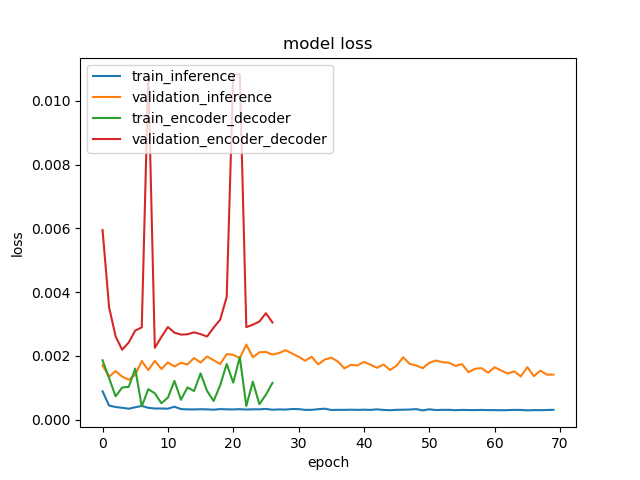 model loss
train_inference
validation_inference
train_encoder_decoder
validation_encoder_decoder
loss
0.010
0.008
0.006
0.004
0.002
0.000
0 10 20 30 40 50 60 70
epoch